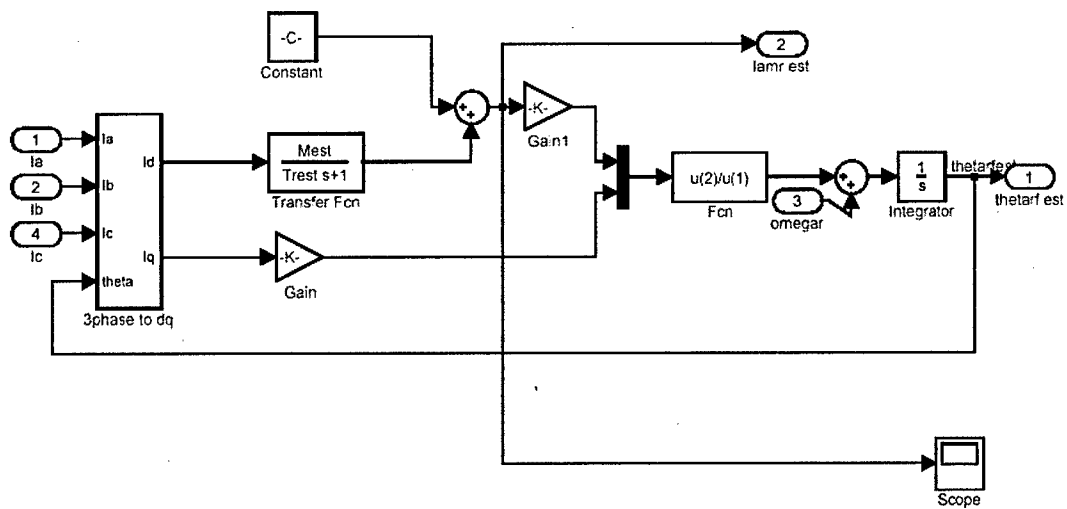 -C-
Constant
2
lamr est
-K-
Gain1
1
Ia
Ia
2
Ib
Ib
4
Ic
Ic
theta
Id
Iq
3phase to dq
Mest
Trest s+1
Transfer Fcn
-K-
Gain
u(2)/u(1)
Fcn
3
omegar
1
s
Integrator
thetarfest
1
thetarf est
Scope